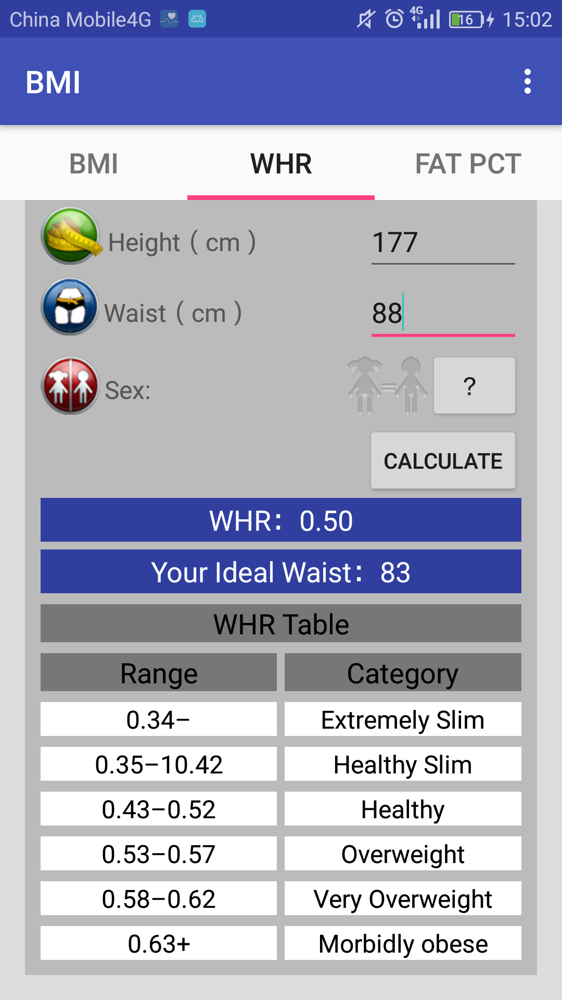 China Mobile4G 4G 16 15:02
BMI
BMI WHR FAT PCT
Height ( cm ) 177
Waist ( cm ) 88
Sex: = ?
CALCULATE
WHR: 0.50
Your Ideal Waist: 83
WHR Table
Range Category
0.34– Extremely Slim
0.35–10.42 Healthy Slim
0.43–0.52 Healthy
0.53–0.57 Overweight
0.58–0.62 Very Overweight
0.63+ Morbidly obese